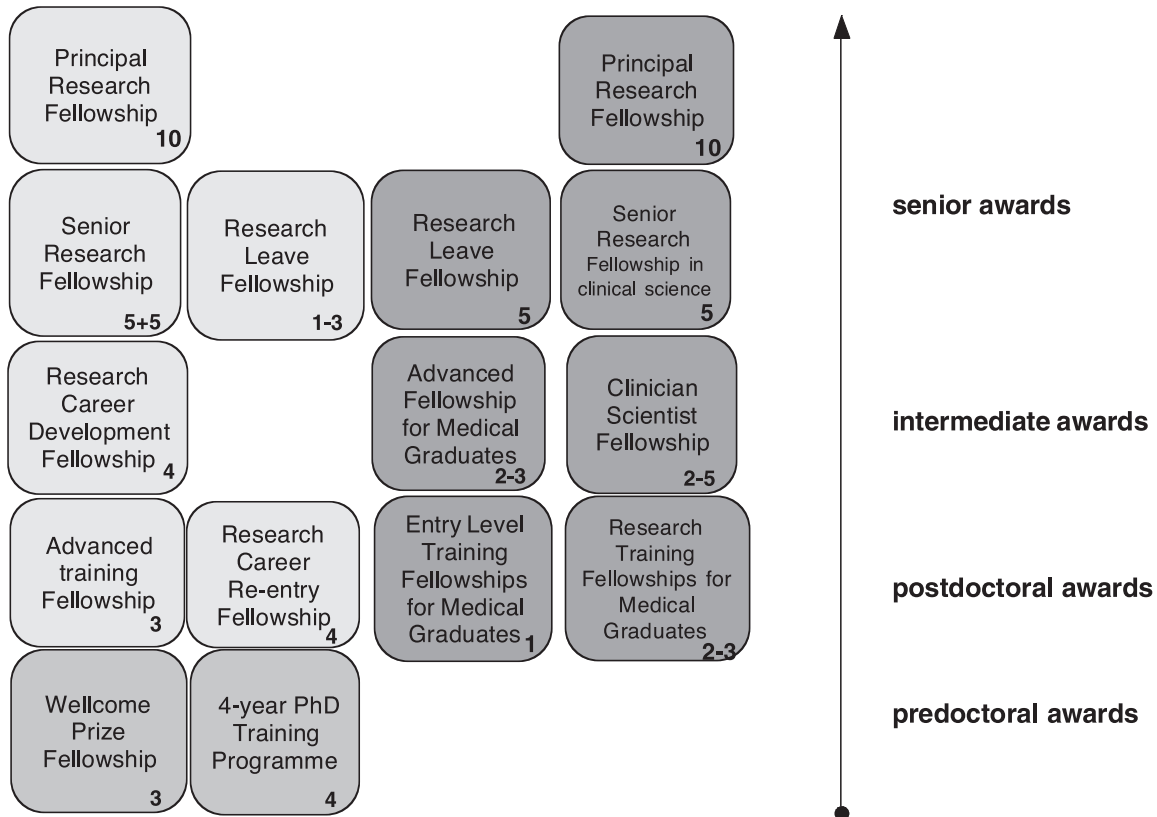 Principal
Research
Fellowship
10
Principal
Research
Fellowship
10
Senior
Research
Fellowship
5+5
Research
Leave
Fellowship
1-3
Research
Leave
Fellowship
5
Senior
Research
Fellowship in
clinical science
5
senior awards
Research
Career
Development
Fellowship
4
Advanced
Fellowship
for Medical
Graduates
2-3
Clinician
Scientist
Fellowship
2-5
intermediate awards
Advanced
training
Fellowship
3
Research
Career
Re-entry
Fellowship
4
Entry Level
Training
Fellowships
for Medical
Graduates
1
Research
Training
Fellowships for
Medical
Graduates
2-3
postdoctoral awards
Wellcome
Prize
Fellowship
3
4-year PhD
Training
Programme
4
predoctoral awards